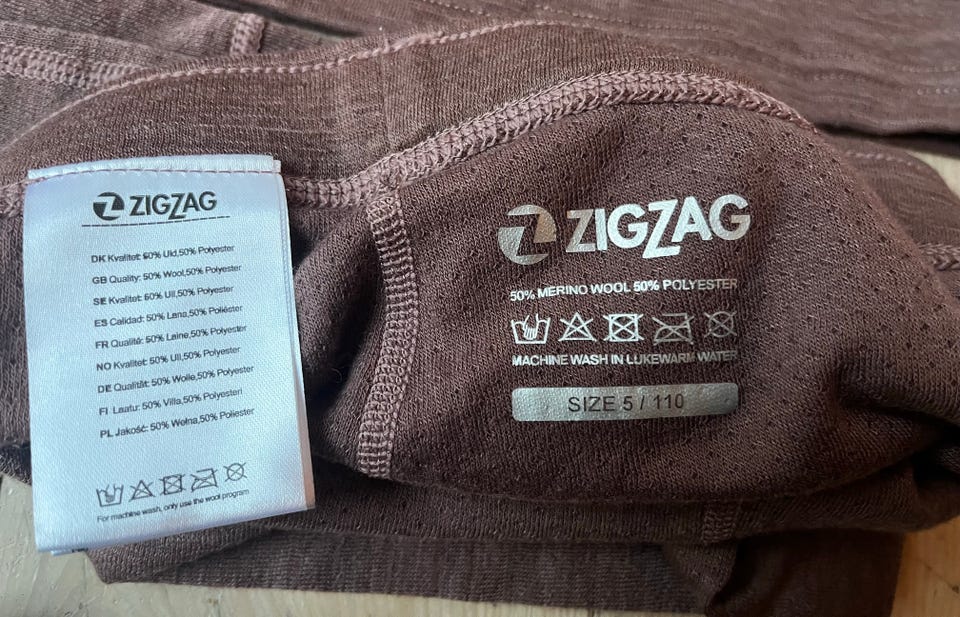 ZIGZAG
DK Kvalitet: 50% Uld,50% Polyester
GB Quality: 50% Wool,50% Polyester
SE Kvalitet: 50% Ull,50% Polyester
ES Calidad: 50% Lana,50% Poliéster
FR Qualité: 50% Laine,50% Polyester
NO Kvalitet: 50% Ull,50% Polyester
DE Qualität: 50% Wolle,50% Polyester
FI Laatu: 50% Villa,50% Polyesteri
PL Jakość: 50% Wełna,50% Poliester
For machine wash, only use the wool program
ZIGZAG
50% MERINO WOOL 50% POLYESTER
MACHINE WASH IN LUKEWARM WATER
SIZE 5 / 110